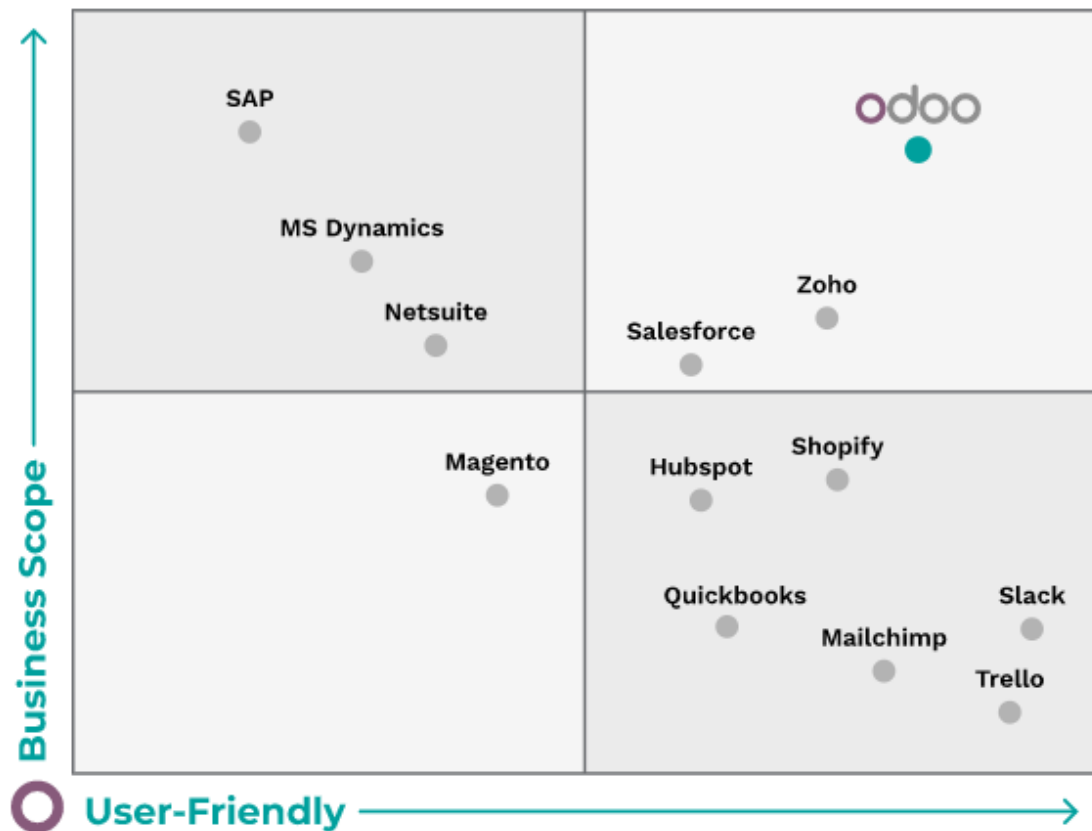 SAP
odoo
MS Dynamics
Zoho
Netsuite
Salesforce
Magento
Hubspot
Shopify
Quickbooks
Slack
Mailchimp
Trello
Business Scope
User-Friendly